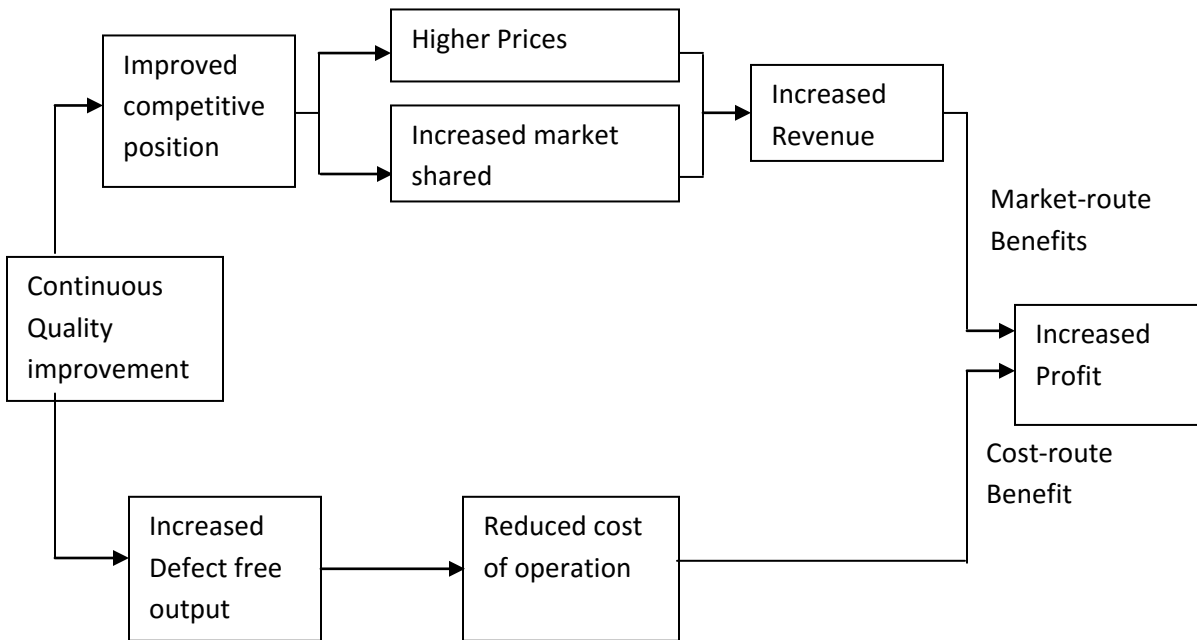 Higher Prices
Improved
competitive
position
Increased market
shared
Increased
Revenue
Market-route
Benefits
Continuous
Quality
improvement
Increased
Profit
Cost-route
Benefit
Increased
Defect free
output
Reduced cost
of operation